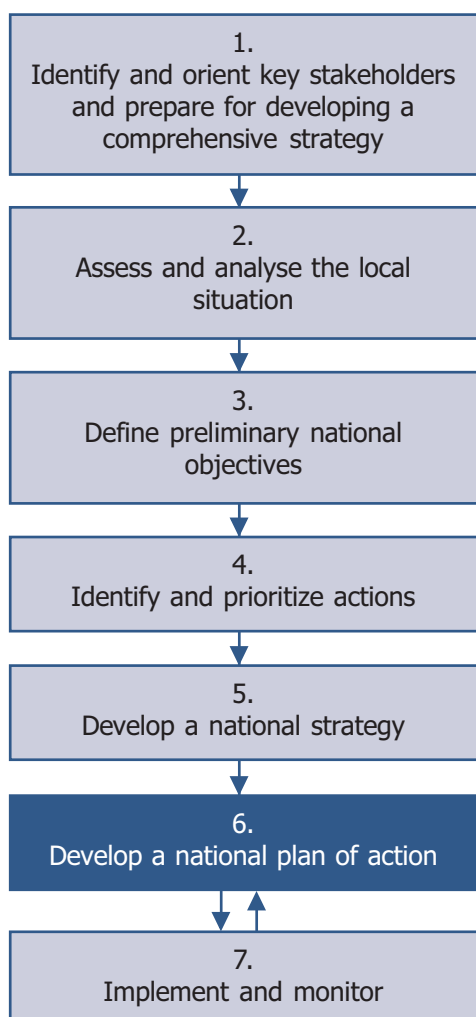 1.
Identify and orient key stakeholders
and prepare for developing a
comprehensive strategy
2.
Assess and analyse the local
situation
3.
Define preliminary national
objectives
4.
Identify and prioritize actions
5.
Develop a national strategy
6.
Develop a national plan of action
7.
Implement and monitor